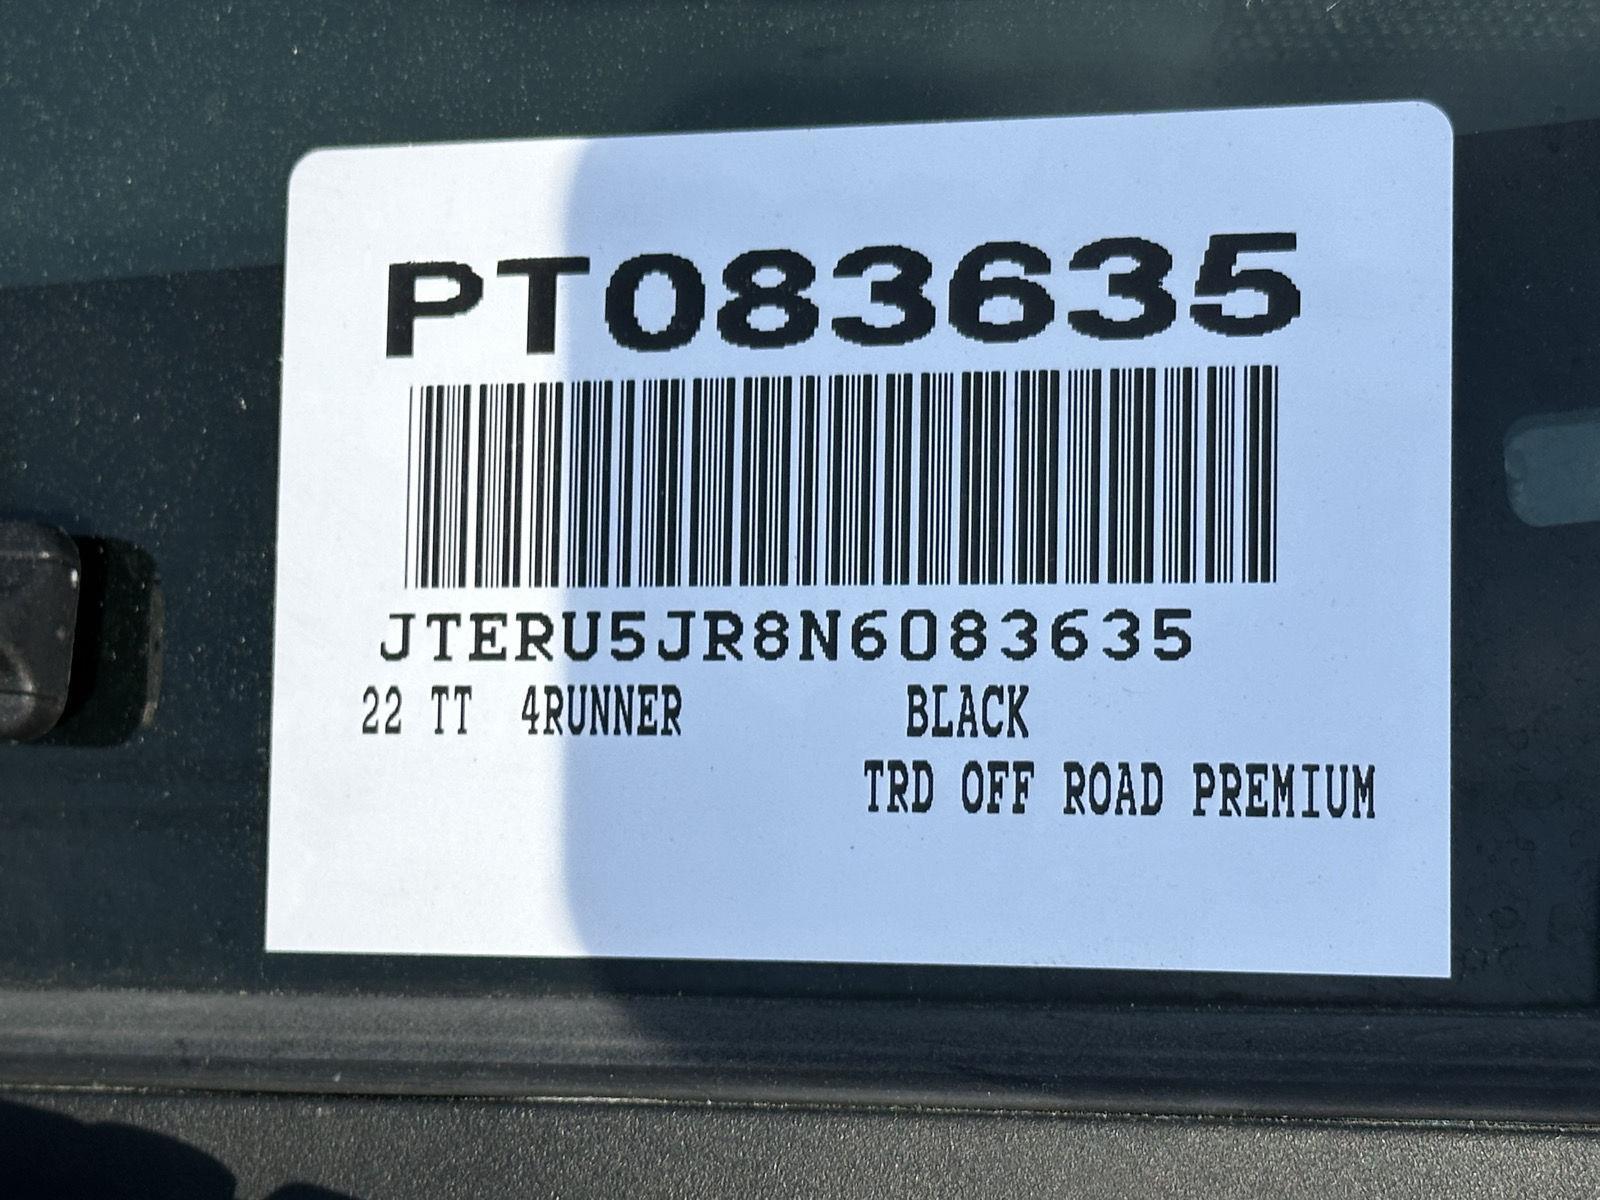 PT083635
JTERU5JR8N6083635
22 TT 4RUNNER BLACK
TRD OFF ROAD PREMIUM